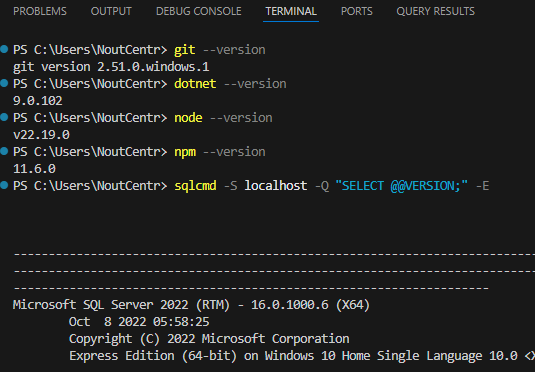 PROBLEMS OUTPUT DEBUG CONSOLE TERMINAL PORTS QUERY RESULTS
PS C:\Users\NoutCentr> git --version
git version 2.51.0.windows.1
PS C:\Users\NoutCentr> dotnet --version
9.0.102
PS C:\Users\NoutCentr> node --version
v22.19.0
PS C:\Users\NoutCentr> npm --version
11.6.0
PS C:\Users\NoutCentr> sqlcmd -S localhost -Q "SELECT @@VERSION;" -E
--------------------------------------------------------------------------
--------------------------------------------------------------------------
--------------------------------------------------------------------
Microsoft SQL Server 2022 (RTM) - 16.0.1000.6 (X64)
Oct  8 2022 05:58:25
Copyright (C) 2022 Microsoft Corporation
Express Edition (64-bit) on Windows 10 Home Single Language 10.0 <X